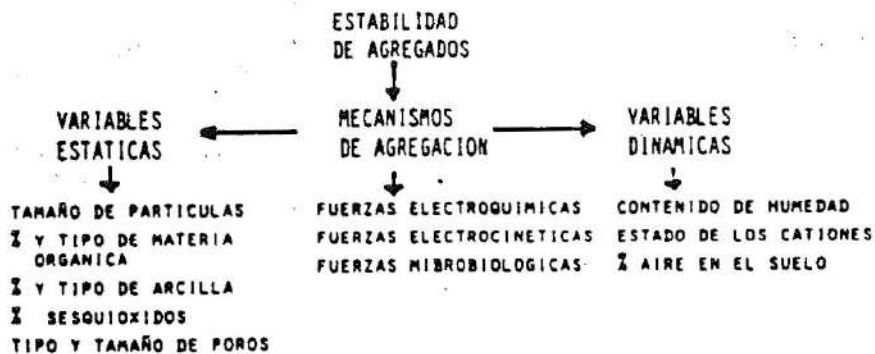 ESTABILIDAD
DE AGREGADOS
VARIABLES
ESTATICAS
MECANISMOS
DE AGREGACION
VARIABLES
DINAMICAS
TAMAÑO DE PARTICULAS
% Y TIPO DE MATERIA
ORGANICA
% Y TIPO DE ARCILLA
% SESQUIOXIDOS
TIPO Y TAMAÑO DE POROS
FUERZAS ELECTROQUIMICAS
FUERZAS ELECTROCINETICAS
FUERZAS MIBROBIOLOGICAS
CONTENIDO DE HUMEDAD
ESTADO DE LOS CATIONES
% AIRE EN EL SUELO